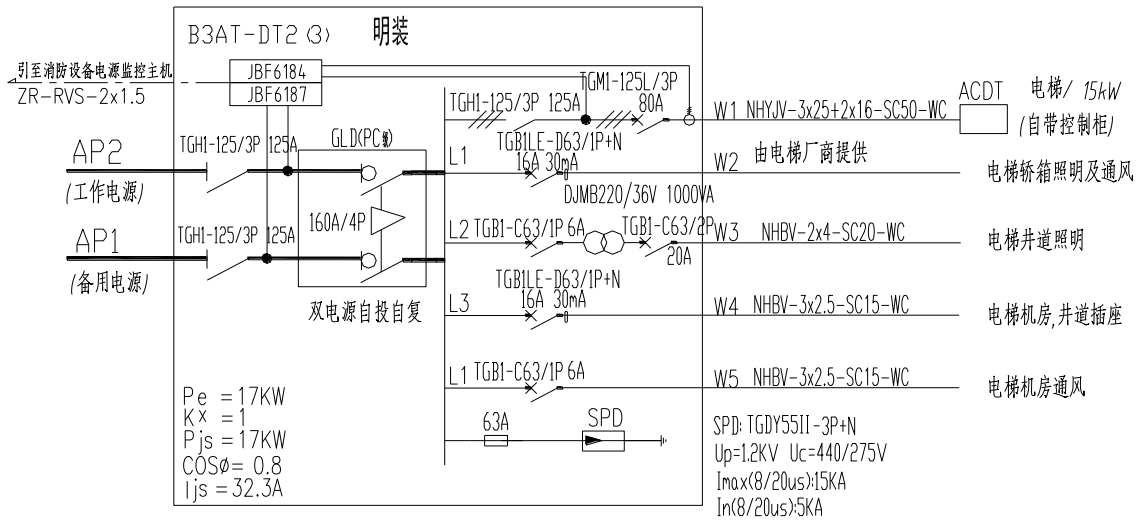 B3AT-DT2 (3) 明装
引至消防设备电源监控主机
ZR-RVS-2x1.5
JBF6184
JBF6187
TGH1-125/3P 125A
TGM1-125L/3P
80A
W1 NHYJV-3x25+2x16-SC50-WC
ACDT
电梯/ 15kW
(自带控制柜)
AP2
(工作电源)
TGH1-125/3P 125A
GLD(PC级)
160A/4P
双电源自投自复
AP1
(备用电源)
TGH1-125/3P 125A
L1
TGB1LE-D63/1P+N
16A 30mA
W2 由电梯厂商提供
电梯轿箱照明及通风
L2 TGB1-C63/1P 6A
DJMB220/36V 1000VA
TGB1-C63/2P
20A
W3 NHBV-2x4-SC20-WC
电梯井道照明
L3
TGB1LE-D63/1P+N
16A 30mA
W4 NHBV-3x2.5-SC15-WC
电梯机房,井道插座
L1 TGB1-C63/1P 6A
W5 NHBV-3x2.5-SC15-WC
电梯机房通风
63A
SPD
Pe =17KW
Kx =1
Pjs =17KW
COSø= 0.8
Ijs =32.3A
SPD: TGDY55II-3P+N
Up=1.2KV Uc=440/275V
Imax(8/20us):15KA
In(8/20us):5KA